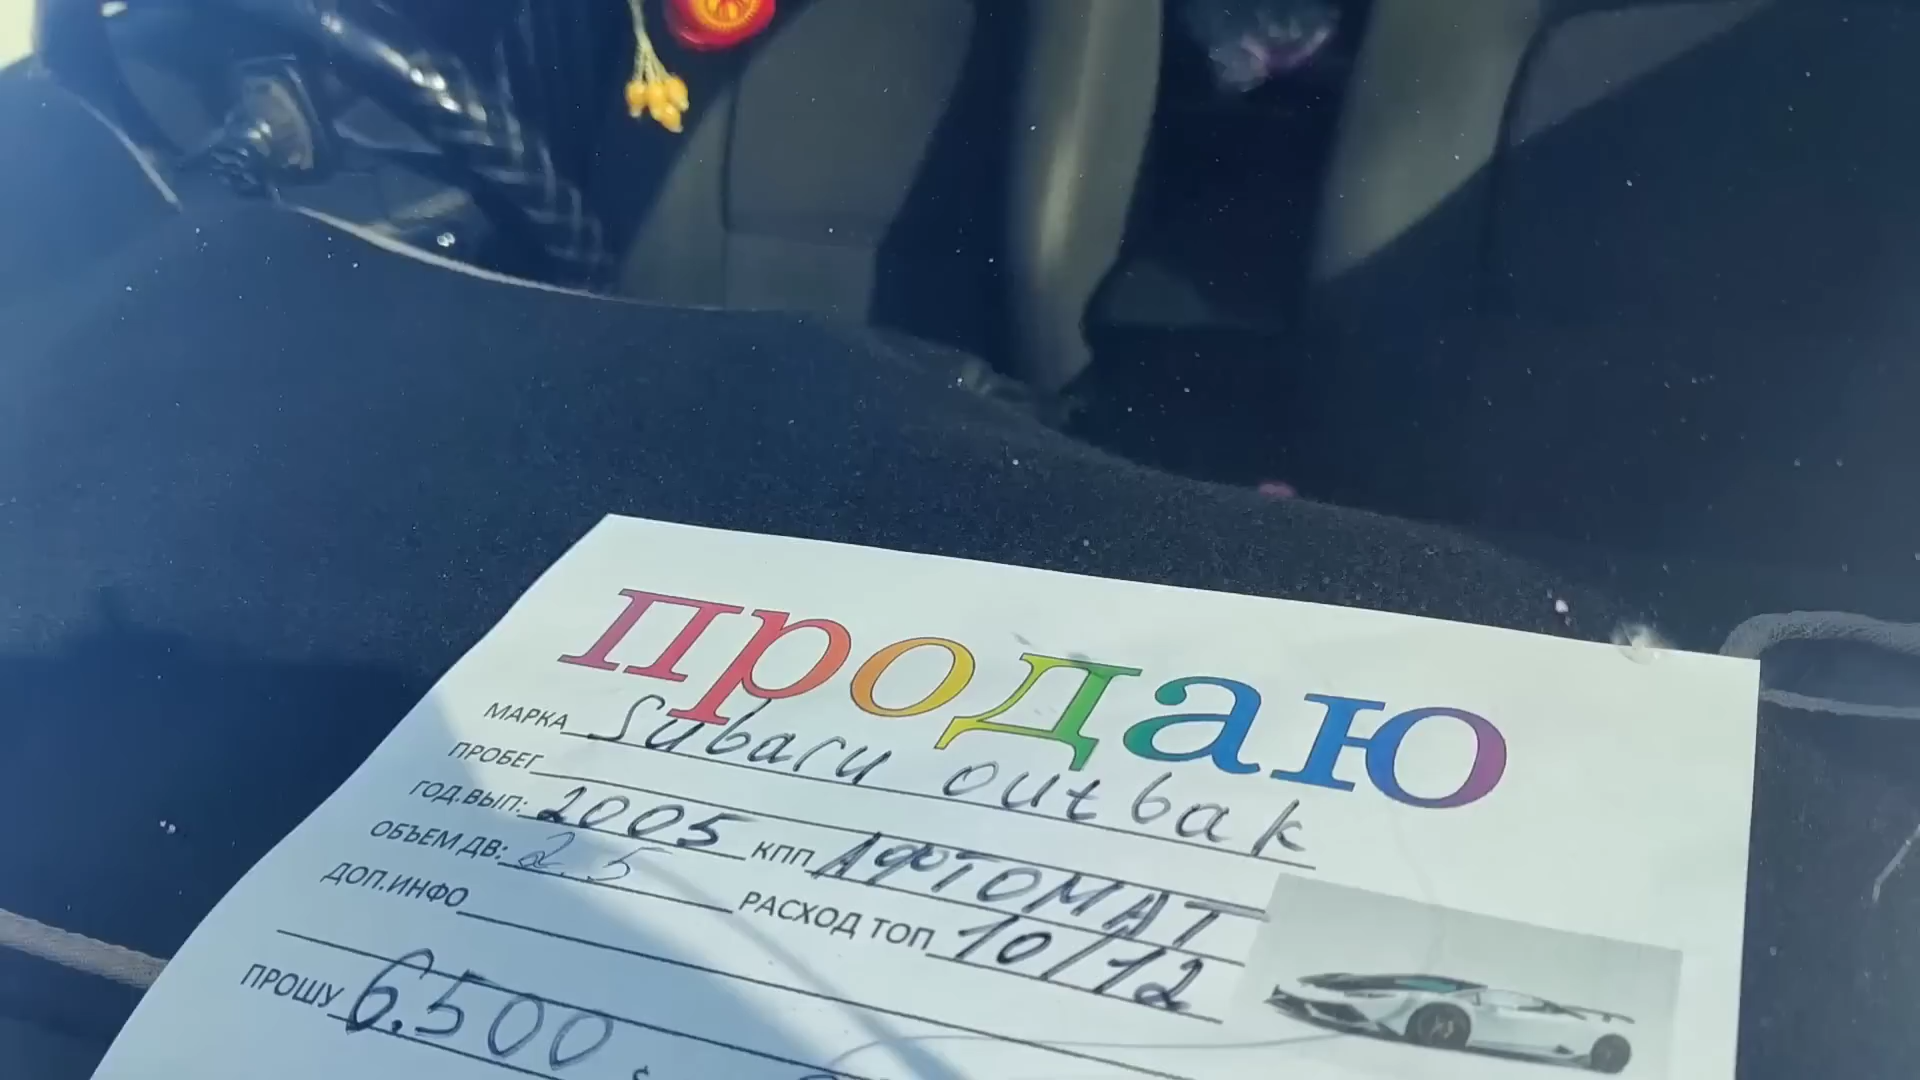 продаю
МАРКА Subaru outbak
ПРОБЕГ
ГОД.ВЫП: 2005 КПП АФТОМАТ
ОБЪЕМ ДВ: 2.5 РАСХОД ТОП 10/12
ДОП.ИНФО
ПРОШУ 6.500